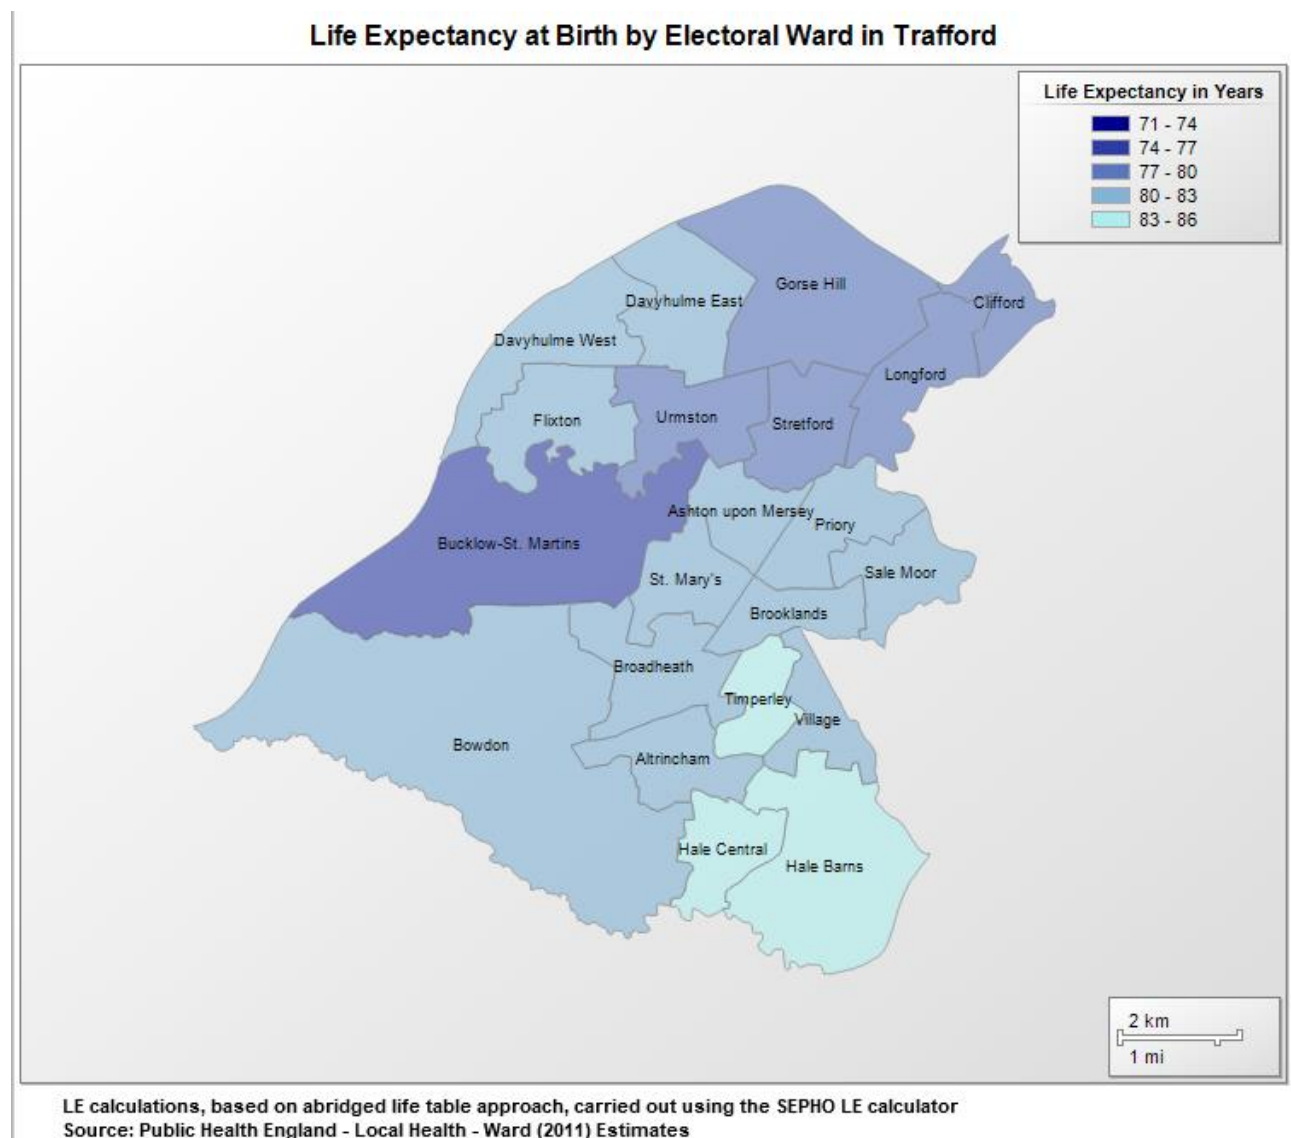 Life Expectancy at Birth by Electoral Ward in Trafford
Life Expectancy in Years
71 - 74
74 - 77
77 - 80
80 - 83
83 - 86
Gorse Hill
Davyhulme East
Clifford
Davyhulme West
Longford
Flixton
Urmston
Stretford
Ashton upon Mersey
Priory
Bucklow-St. Martins
St. Mary's
Sale Moor
Brooklands
Broadheath
Timperley
Village
Bowdon
Altrincham
Hale Central
Hale Barns
2 km
1 mi
LE calculations, based on abridged life table approach, carried out using the SEPHO LE calculator
Source: Public Health England - Local Health - Ward (2011) Estimates